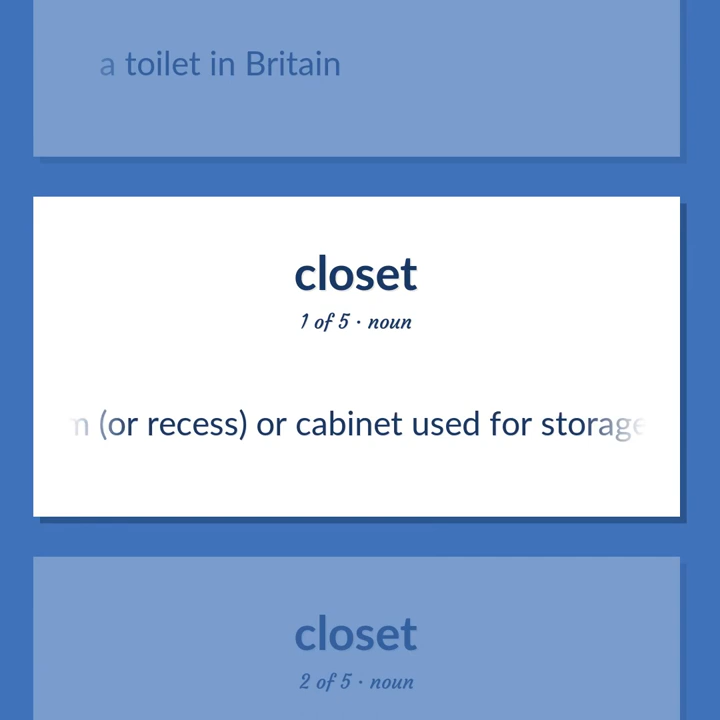 a toilet in Britain
closet
1 of 5 · noun
(or recess) or cabinet used for storage
closet
2 of 5 · noun